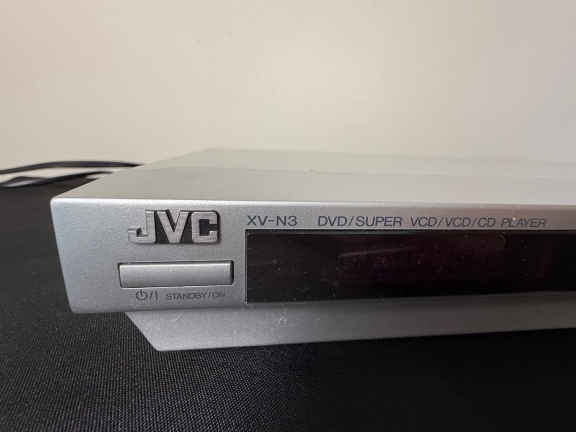 JVC
XV-N3 DVD/SUPER VCD/VCD/CD PLAYER
⏻/I STANDBY/ON